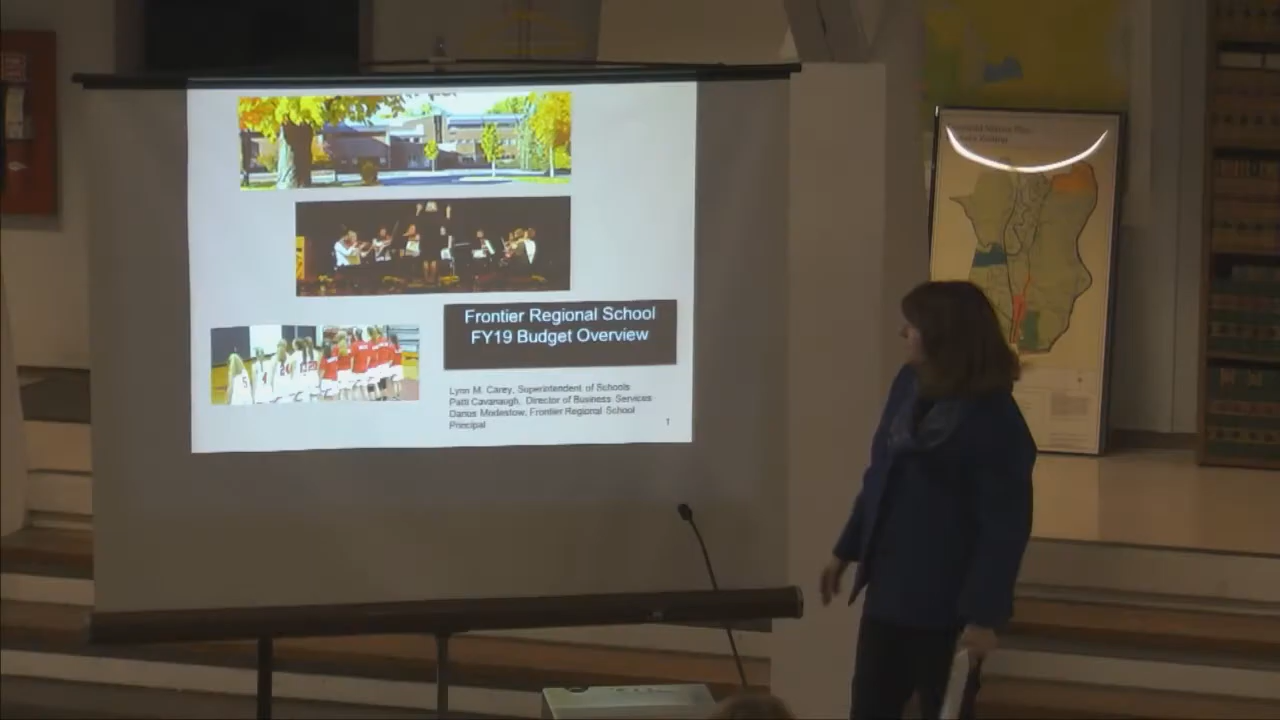 Frontier Regional School
FY19 Budget Overview
Lynn M. Carey, Superintendent of Schools
Patti Cavanaugh, Director of Business Services
Darius Modestow, Frontier Regional School
Principal
1